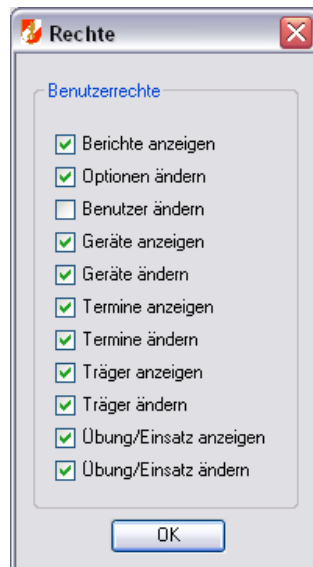 Rechte
Benutzerrechte
Berichte anzeigen
Optionen ändern
Benutzer ändern
Geräte anzeigen
Geräte ändern
Termine anzeigen
Termine ändern
Träger anzeigen
Träger ändern
Übung/Einsatz anzeigen
Übung/Einsatz ändern
OK